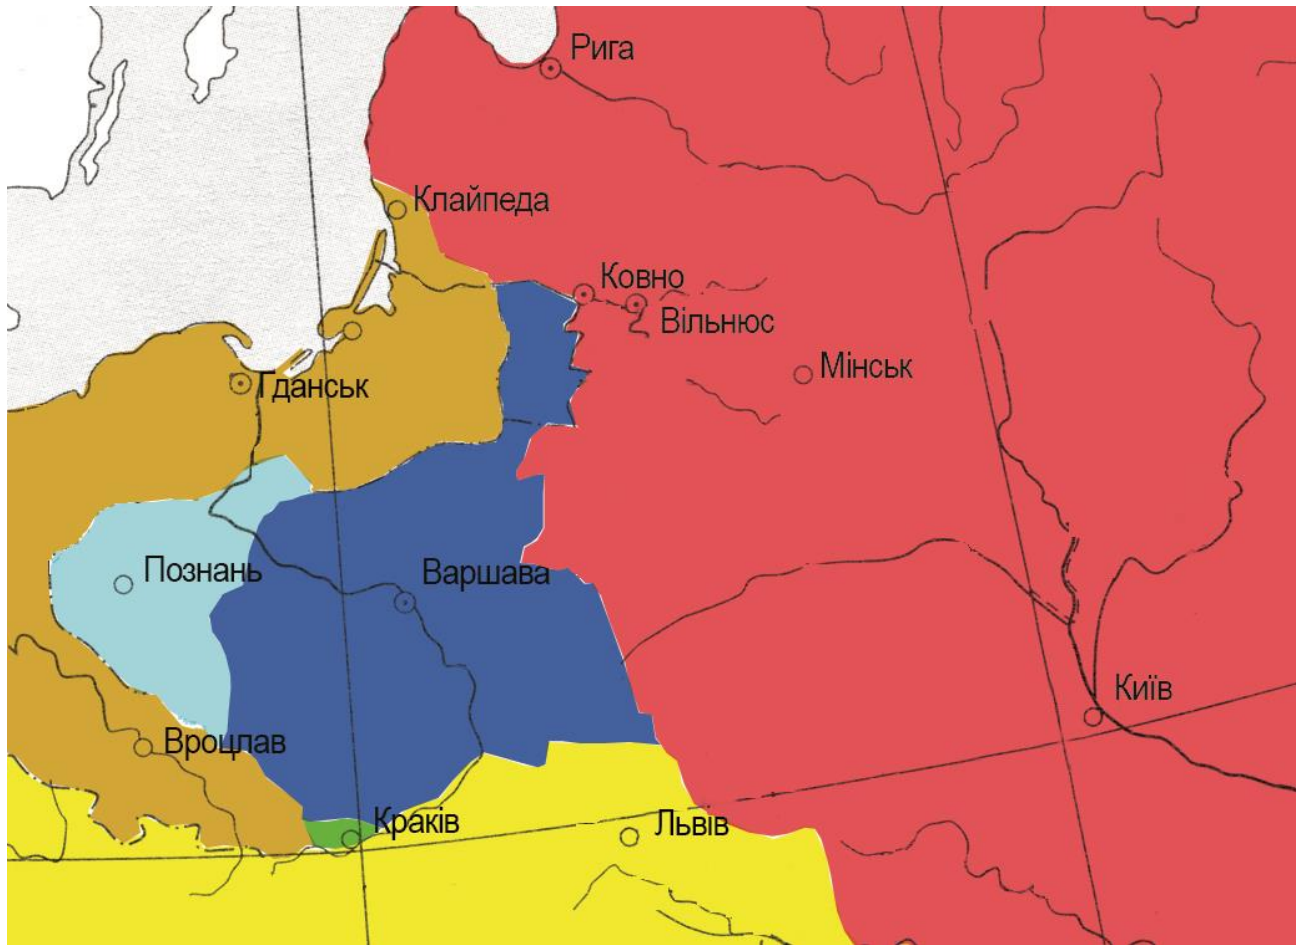 Рига
Клайпеда
Ковно
Вільнюс
Мінськ
Гданськ
Познань
Варшава
Київ
Вроцлав
Краків
Львів